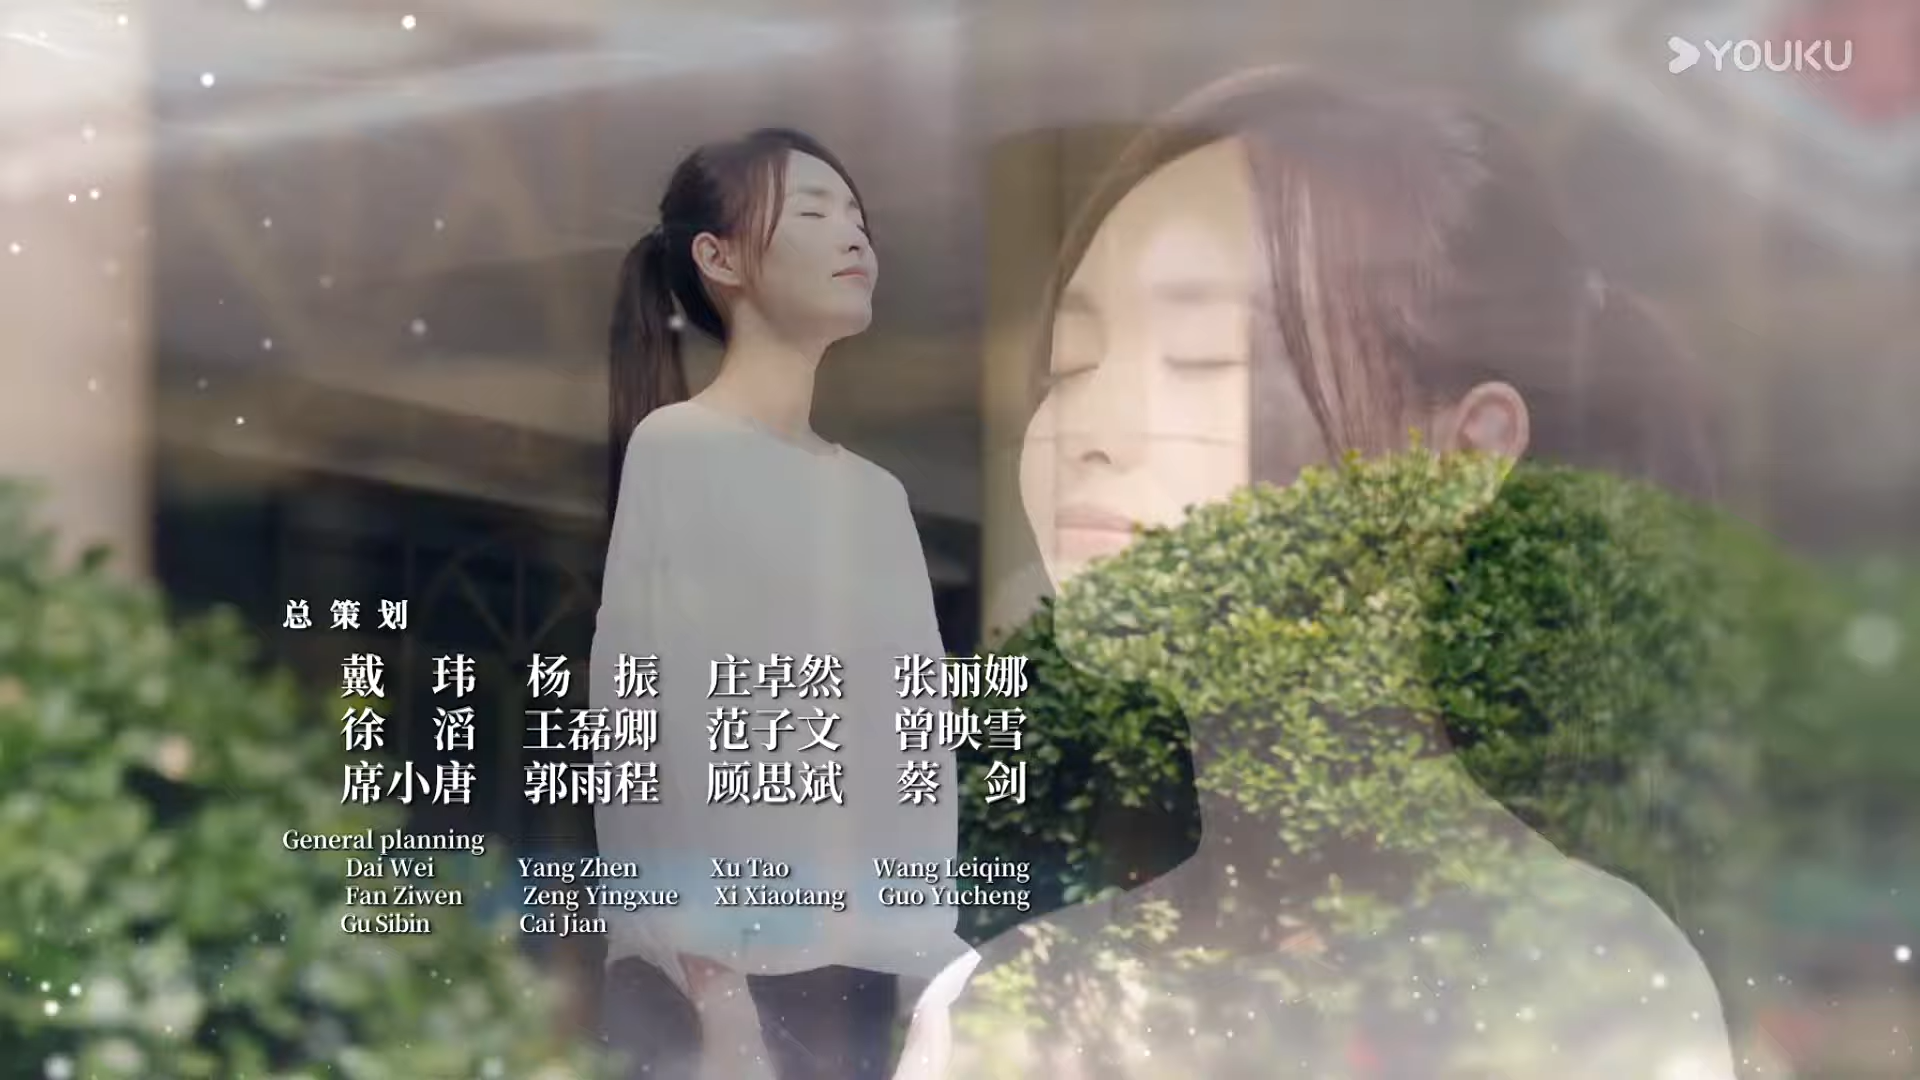 YOUKU
总策划
戴玮 杨振 庄卓然 张丽娜
徐滔 王磊卿 范子文 曾映雪
席小唐 郭雨程 顾思斌 蔡剑
General planning
Dai Wei Yang Zhen Xu Tao Wang Leiqing
Fan Ziwen Zeng Yingxue Xi Xiaotang Guo Yucheng
Gu Sibin Cai Jian